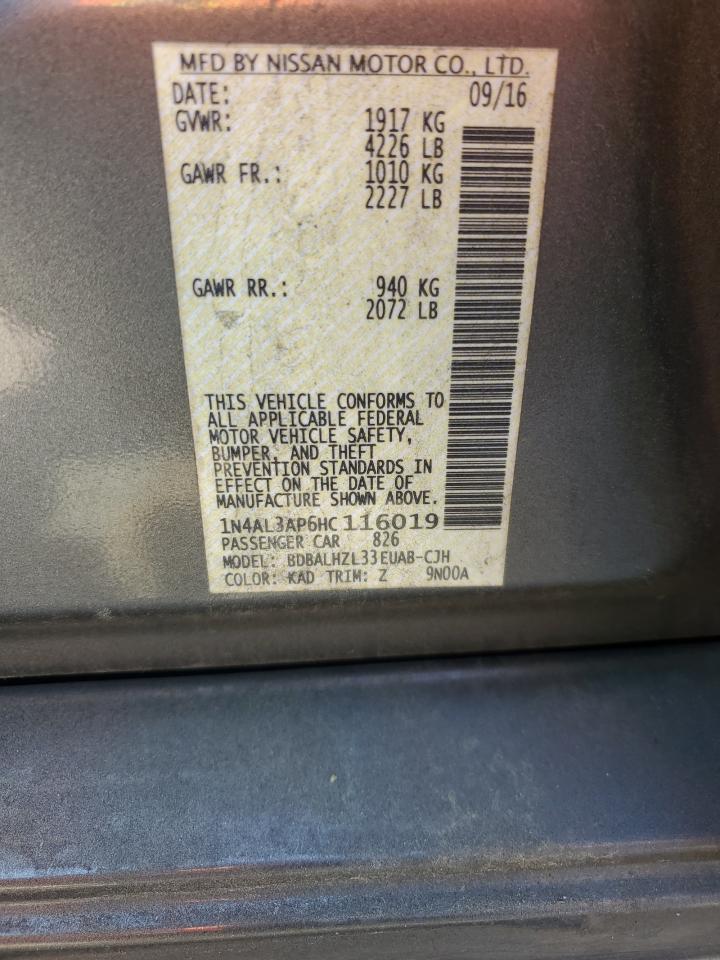 MFD BY NISSAN MOTOR CO., LTD.
DATE: 09/16
GVWR: 1917 KG
4226 LB
GAWR FR.: 1010 KG
2227 LB
GAWR RR.: 940 KG
2072 LB
THIS VEHICLE CONFORMS TO
ALL APPLICABLE FEDERAL
MOTOR VEHICLE SAFETY,
BUMPER, AND THEFT
PREVENTION STANDARDS IN
EFFECT ON THE DATE OF
MANUFACTURE SHOWN ABOVE.
1N4AL3AP6HC116019
PASSENGER CAR 826
MODEL: BDBALHZL33EUAB-CJH
COLOR: KAD TRIM: Z 9N00A